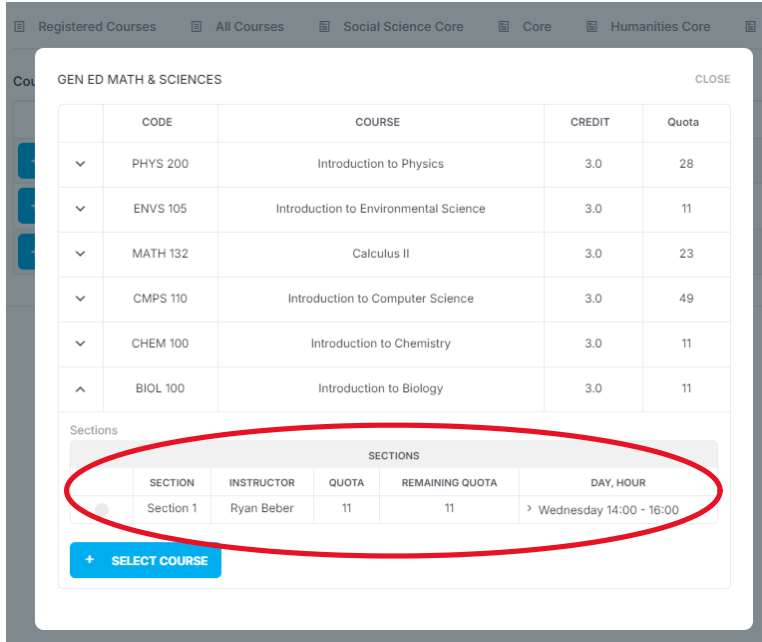 Registered Courses All Courses Social Science Core Core Humanities Core
Cou
GEN ED MATH & SCIENCES CLOSE
CODE COURSE CREDIT Quota
PHYS 200 Introduction to Physics 3.0 28
ENVS 105 Introduction to Environmental Science 3.0 11
MATH 132 Calculus II 3.0 23
CMPS 110 Introduction to Computer Science 3.0 49
CHEM 100 Introduction to Chemistry 3.0 11
BIOL 100 Introduction to Biology 3.0 11
Sections
SECTIONS
SECTION INSTRUCTOR QUOTA REMAINING QUOTA DAY, HOUR
Section 1 Ryan Beber 11 11 › Wednesday 14:00 - 16:00
+ SELECT COURSE